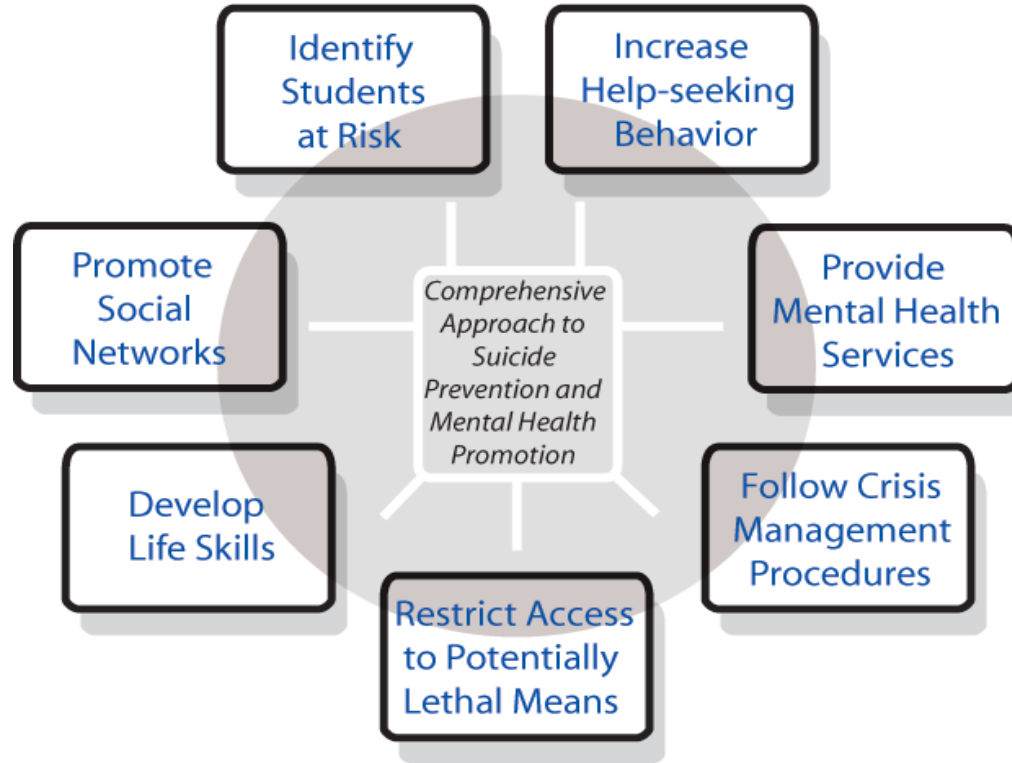 Identify
Students
at Risk
Increase
Help-seeking
Behavior
Promote
Social
Networks
Comprehensive
Approach to
Suicide
Prevention and
Mental Health
Promotion
Provide
Mental Health
Services
Develop
Life Skills
Follow Crisis
Management
Procedures
Restrict Access
to Potentially
Lethal Means